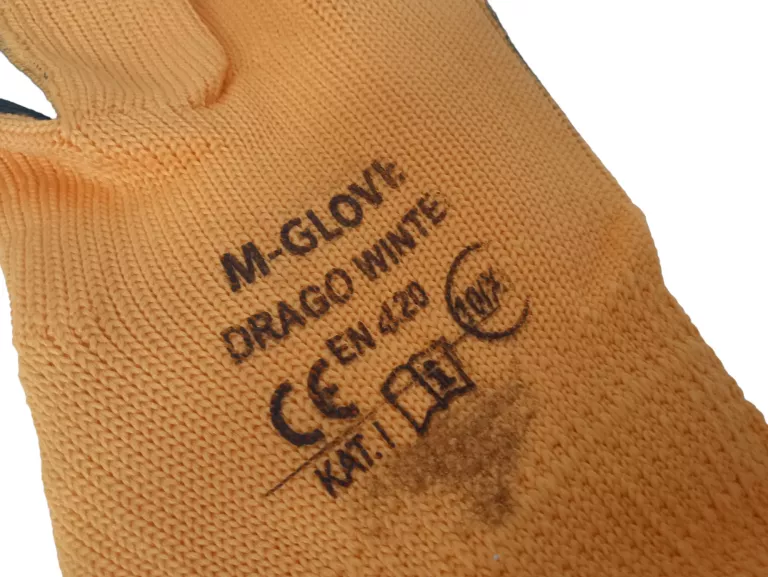 M-GLOVE
DRAGO WINTE
CE EN 420
10/X
KAT. I